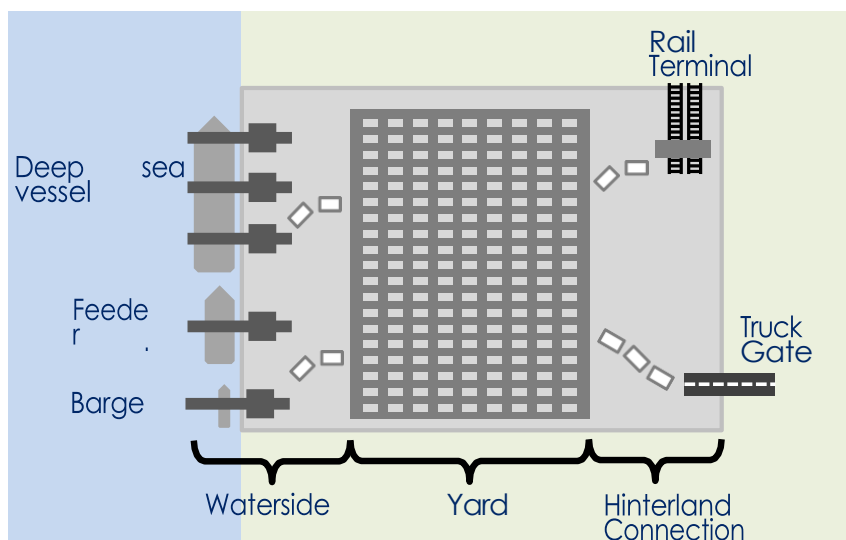 Rail
Terminal
Deep sea
vessel
Feede
r .
Truck
Gate
Barge
Waterside
Yard
Hinterland
Connection